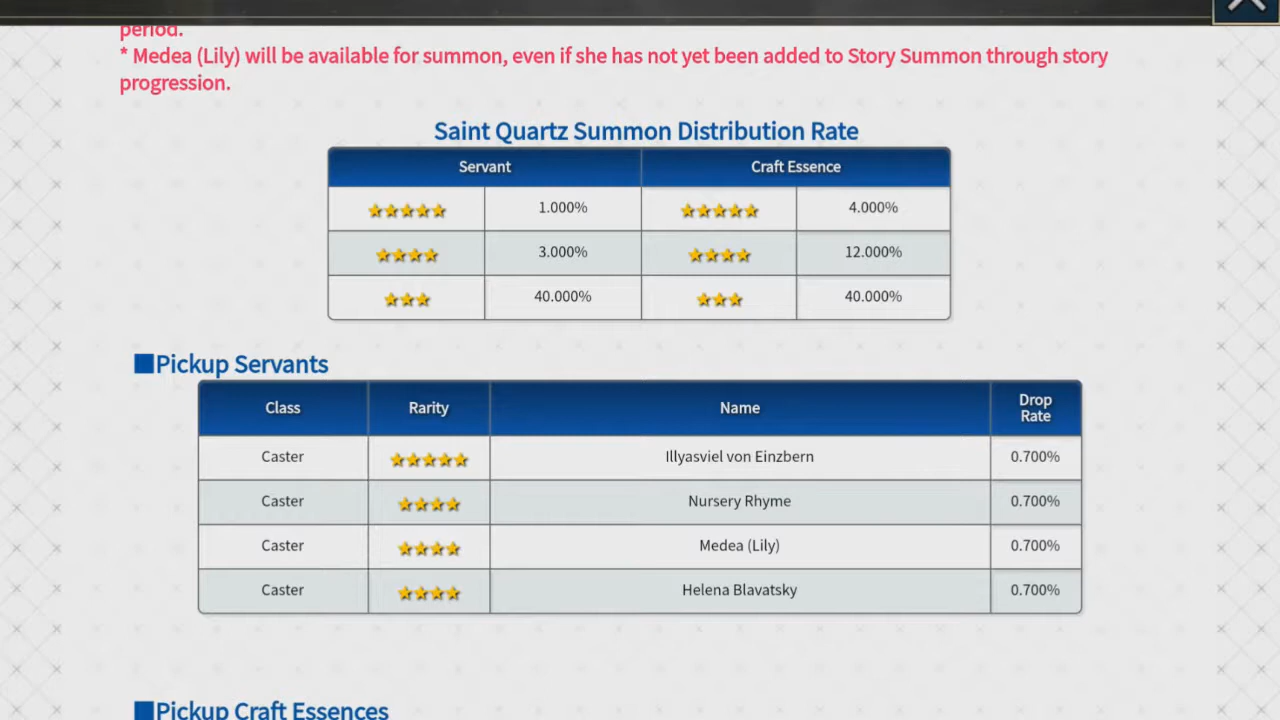 period.
* Medea (Lily) will be available for summon, even if she has not yet been added to Story Summon through story
progression.
Saint Quartz Summon Distribution Rate
Servant Craft Essence
★★★★★ 1.000% ★★★★★ 4.000%
★★★★ 3.000% ★★★★ 12.000%
★★★ 40.000% ★★★ 40.000%
■Pickup Servants
Class Rarity Name Drop
Rate
Caster ★★★★★ Illyasviel von Einzbern 0.700%
Caster ★★★★ Nursery Rhyme 0.700%
Caster ★★★★ Medea (Lily) 0.700%
Caster ★★★★ Helena Blavatsky 0.700%
■Pickup Craft Essences